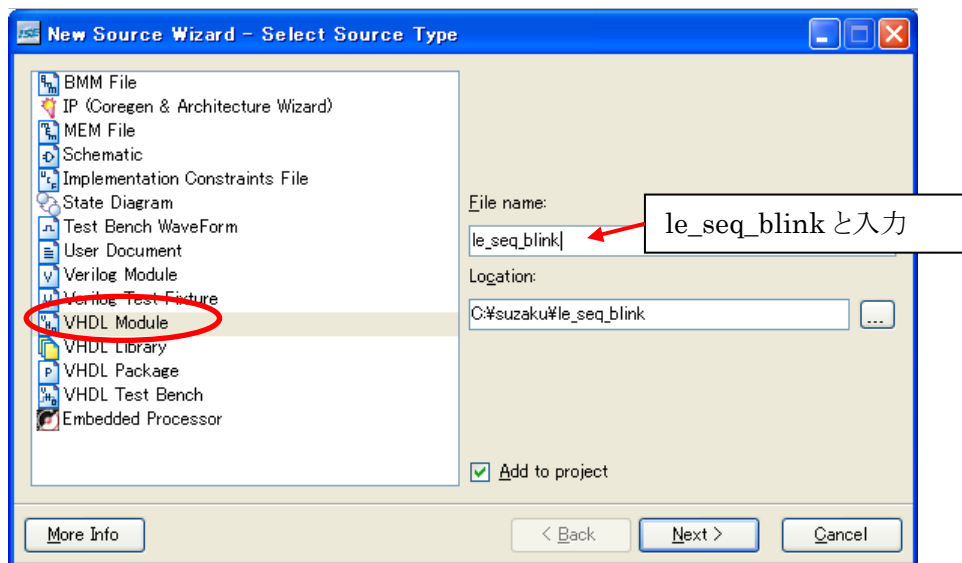 ISE New Source Wizard - Select Source Type
BMM File
IP (Coregen & Architecture Wizard)
MEM File
Schematic
Implementation Constraints File
State Diagram
Test Bench WaveForm
User Document
Verilog Module
Verilog Test Fixture
VHDL Module
VHDL Library
VHDL Package
VHDL Test Bench
Embedded Processor
File name:
le_seq_blink
le_seq_blink と入力
Location:
C:¥suzaku¥le_seq_blink
...
Add to project
More Info
< Back
Next >
Cancel